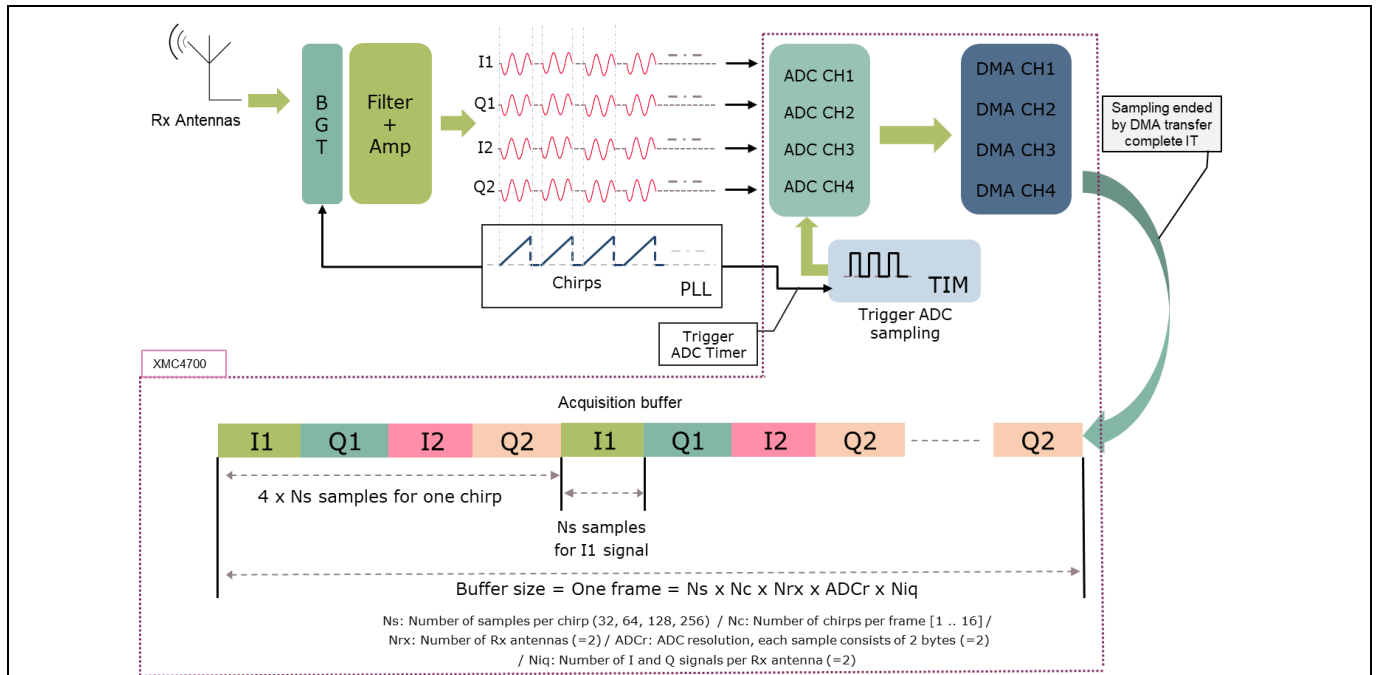 Rx Antennas
B
G
T
Filter
+
Amp
I1
Q1
I2
Q2
Chirps
PLL
ADC CH1
ADC CH2
ADC CH3
ADC CH4
DMA CH1
DMA CH2
DMA CH3
DMA CH4
Sampling ended
by DMA transfer
complete IT
TIM
Trigger ADC
sampling
Trigger
ADC Timer
XMC4700
Acquisition buffer
I1 Q1 I2 Q2 I1 Q1 I2 Q2 Q2
4 x Ns samples for one chirp
Ns samples
for I1 signal
Buffer size = One frame = Ns x Nc x Nrx x ADCr x Niq
Ns: Number of samples per chirp (32, 64, 128, 256) / Nc: Number of chirps per frame [1 .. 16] /
Nrx: Number of Rx antennas (=2) / ADCr: ADC resolution, each sample consists of 2 bytes (=2)
/ Niq: Number of I and Q signals per Rx antenna (=2)